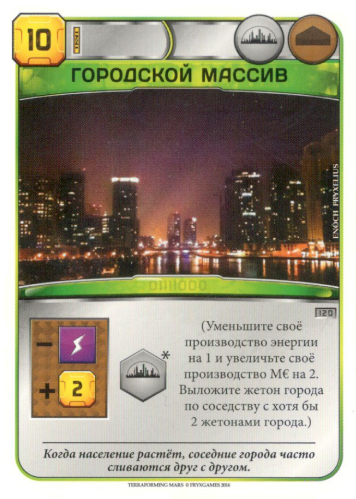 10
ГОРОДСКОЙ МАССИВ
ENOCH FRYXELIUS
01111000
120
(Уменьшите своё
производство энергии
на 1 и увеличьте своё
производство М€ на 2.
Выложите жетон города
по соседству с хотя бы
2 жетонами города.)
−
+ 2
*
Когда население растёт, соседние города часто
сливаются друг с другом.
TERRAFORMING MARS © FRYXGAMES 2016